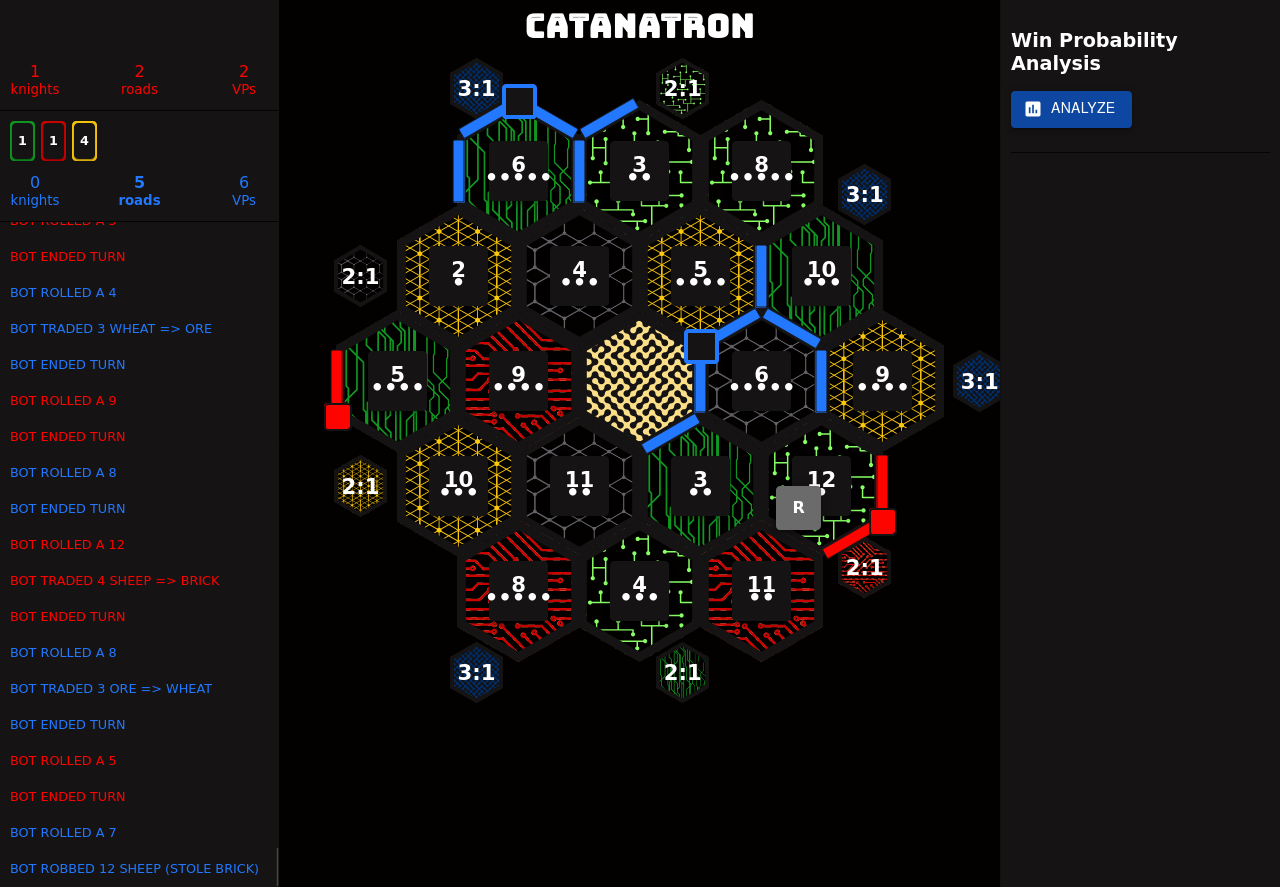 CATANATRON
1 2 2
knights roads VPs
1 1 4
0 5 6
knights roads VPs
BOT ENDED TURN
BOT ROLLED A 4
BOT TRADED 3 WHEAT => ORE
BOT ENDED TURN
BOT ROLLED A 9
BOT ENDED TURN
BOT ROLLED A 8
BOT ENDED TURN
BOT ROLLED A 12
BOT TRADED 4 SHEEP => BRICK
BOT ENDED TURN
BOT ROLLED A 8
BOT TRADED 3 ORE => WHEAT
BOT ENDED TURN
BOT ROLLED A 5
BOT ENDED TURN
BOT ROLLED A 7
BOT ROBBED 12 SHEEP (STOLE BRICK)
3:1 2:1
6 3 8
3:1
2:1 2 4 5 10
5 9 6 9 3:1
2:1 10 11 3 12
R
2:1
8 4 11
3:1 2:1
Win Probability
Analysis
ANALYZE